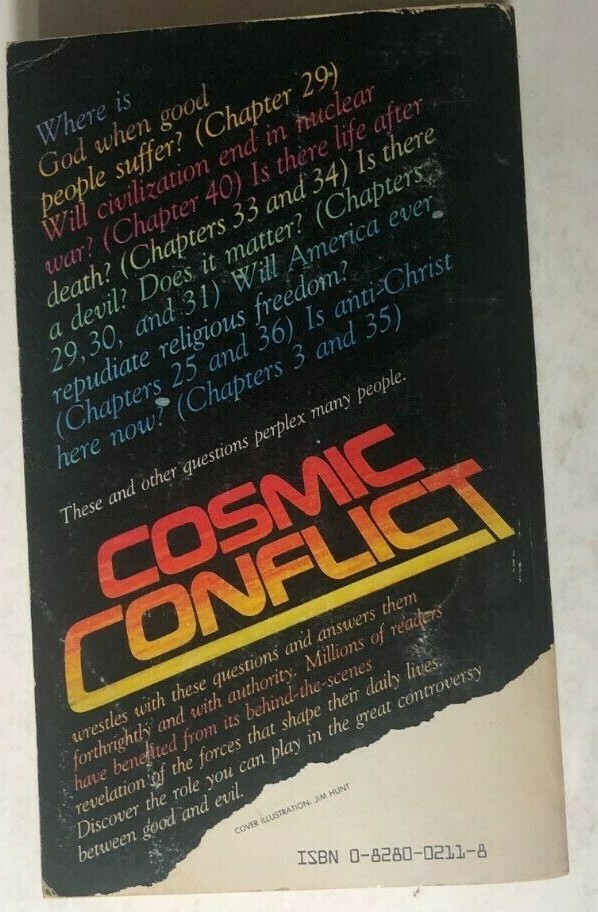 Where is
God when good
people suffer? (Chapter 29)
Will civilization end in nuclear
war? (Chapter 40) Is there life after
death? (Chapters 33 and 34) Is there
a devil? Does it matter? (Chapters
29,30, and 31) Will America ever
repudiate religious freedom?
(Chapters 25 and 36) Is anti-Christ
here now? (Chapters 3 and 35)
These and other questions perplex many people.
COSMIC
CONFLICT
wrestles with these questions and answers them
forthrightly and with authority. Millions of readers
have benefited from its behind-the-scenes
revelation of the forces that shape their daily lives.
Discover the role you can play in the great controversy
between good and evil.
COVER ILLUSTRATION: JIM HUNT
ISBN 0-8280-0211-8